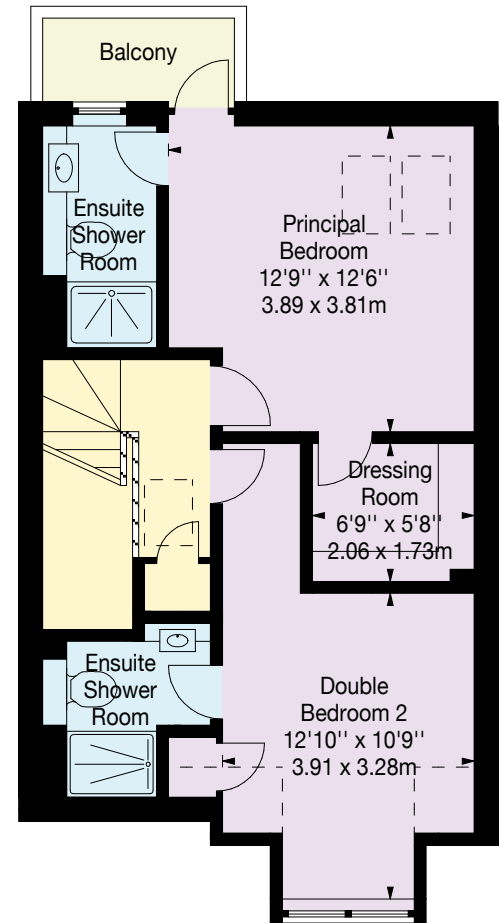 Balcony
Ensuite
Shower
Room
Principal
Bedroom
12'9'' x 12'6''
3.89 x 3.81m
Dressing
Room
6'9'' x 5'8''
2.06 x 1.73m
Ensuite
Shower
Room
Double
Bedroom 2
12'10'' x 10'9''
3.91 x 3.28m